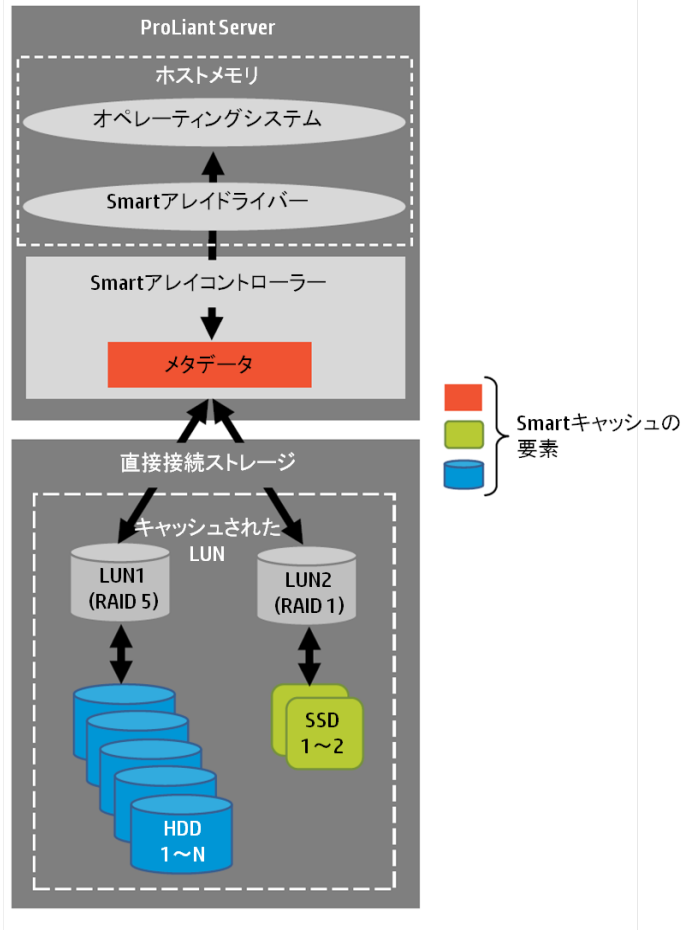 ProLiant Server
ホストメモリ
オペレーティングシステム
Smartアレイドライバー
Smartアレイコントローラー
メタデータ
Smartキャッシュの
要素
直接接続ストレージ
キャッシュされた
LUN
LUN1
(RAID 5)
LUN2
(RAID 1)
SSD
1～2
HDD
1～N